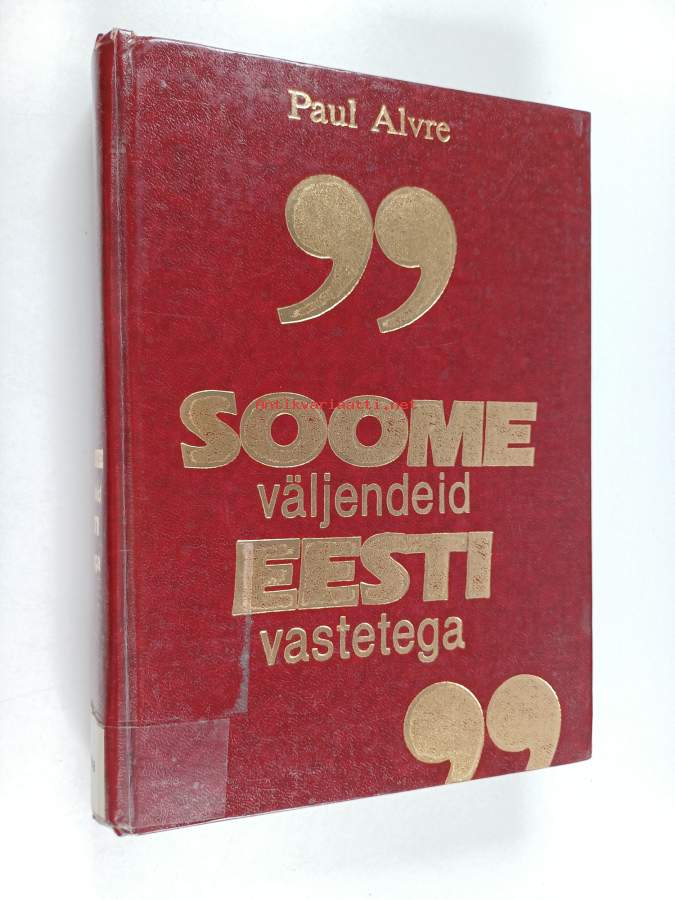 Paul Alvre
”
SOOME
antikvariaatti.net
väljendeid
EESTI
vastetega
”